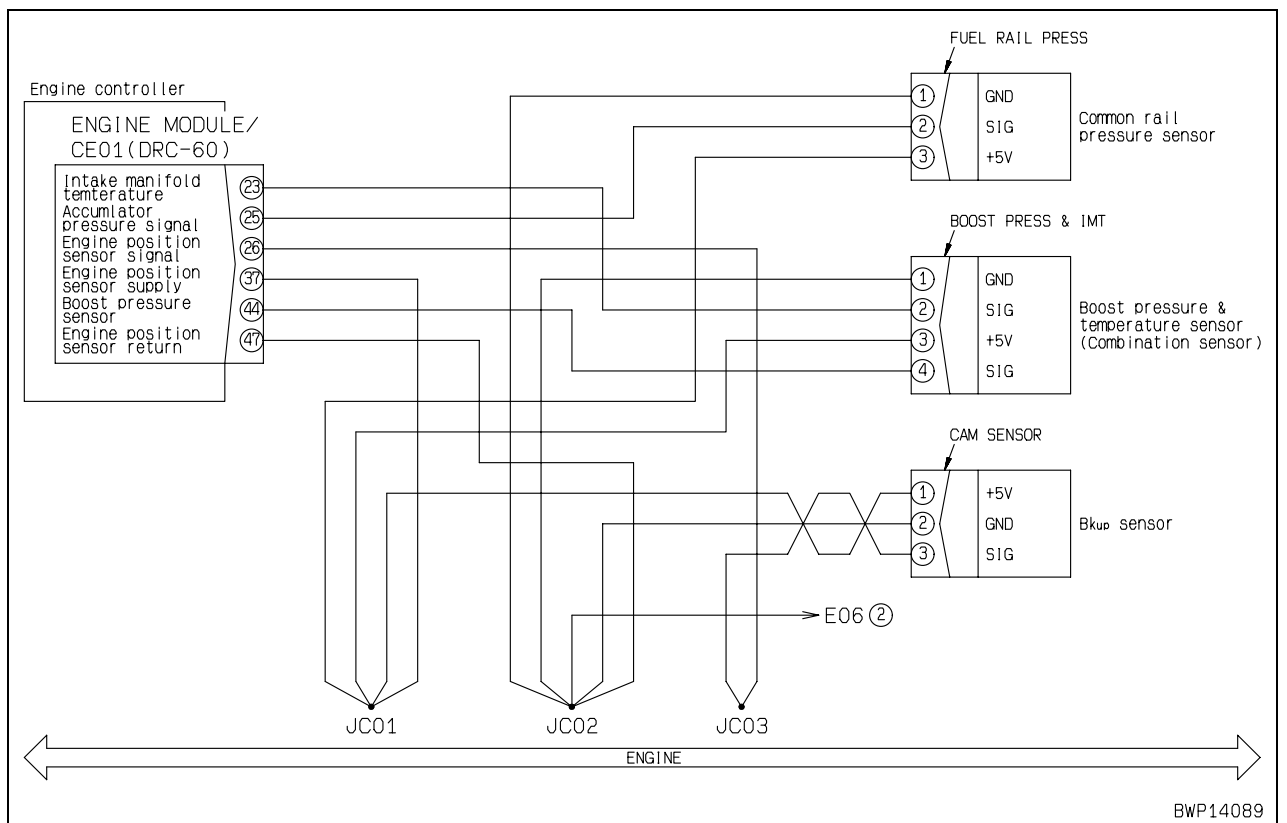 Engine controller
ENGINE MODULE/
CE01(DRC-60)
Intake manifold
temterature
23
Accumlator
pressure signal
25
Engine position
sensor signal
26
Engine position
sensor supply
37
Boost pressure
sensor
44
Engine position
sensor return
47
FUEL RAIL PRESS
1 GND
2 SIG
3 +5V
Common rail
pressure sensor
BOOST PRESS & IMT
1 GND
2 SIG
3 +5V
4 SIG
Boost pressure &
temperature sensor
(Combination sensor)
CAM SENSOR
1 +5V
2 GND
3 SIG
Bkup sensor
E06 2
JC01
JC02
JC03
ENGINE
BWP14089